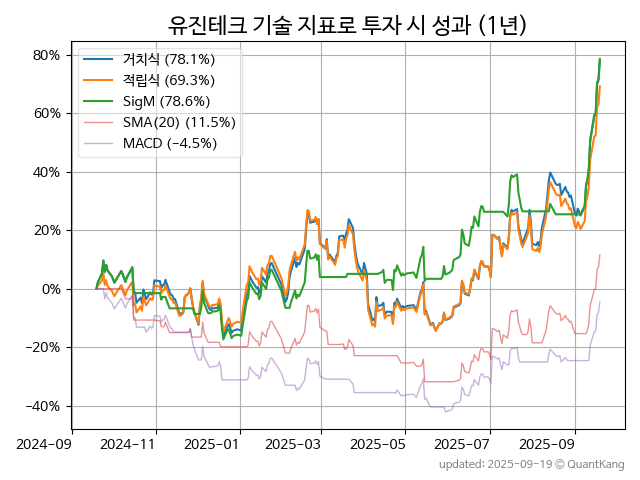 유진테크 기술 지표로 투자 시 성과 (1년)
80%
60%
40%
20%
0%
−20%
−40%
거치식 (78.1%)
적립식 (69.3%)
SigM (78.6%)
SMA(20) (11.5%)
MACD (−4.5%)
2024-09 2024-11 2025-01 2025-03 2025-05 2025-07 2025-09
updated: 2025-09-19 © QuantKang